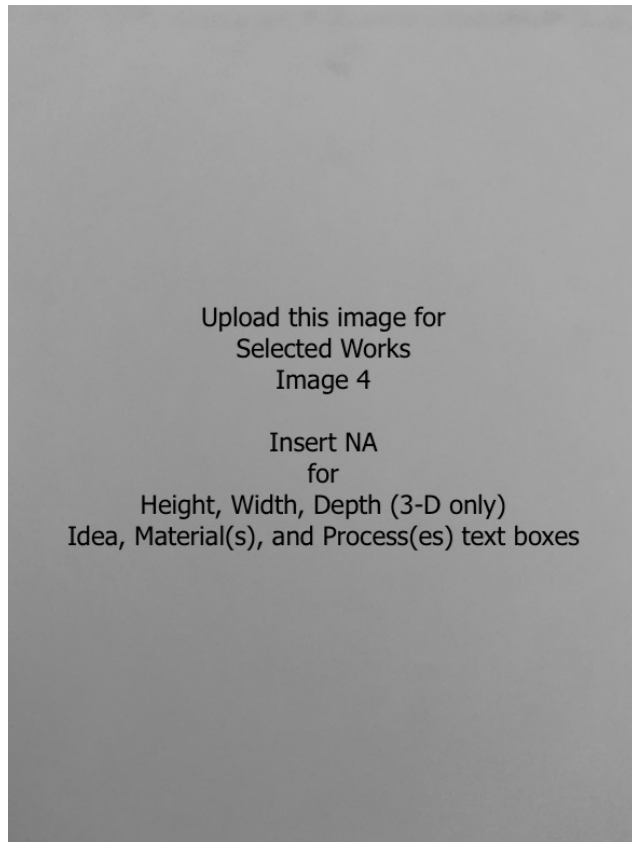 Upload this image for
Selected Works
Image 4
Insert NA
for
Height, Width, Depth (3-D only)
Idea, Material(s), and Process(es) text boxes